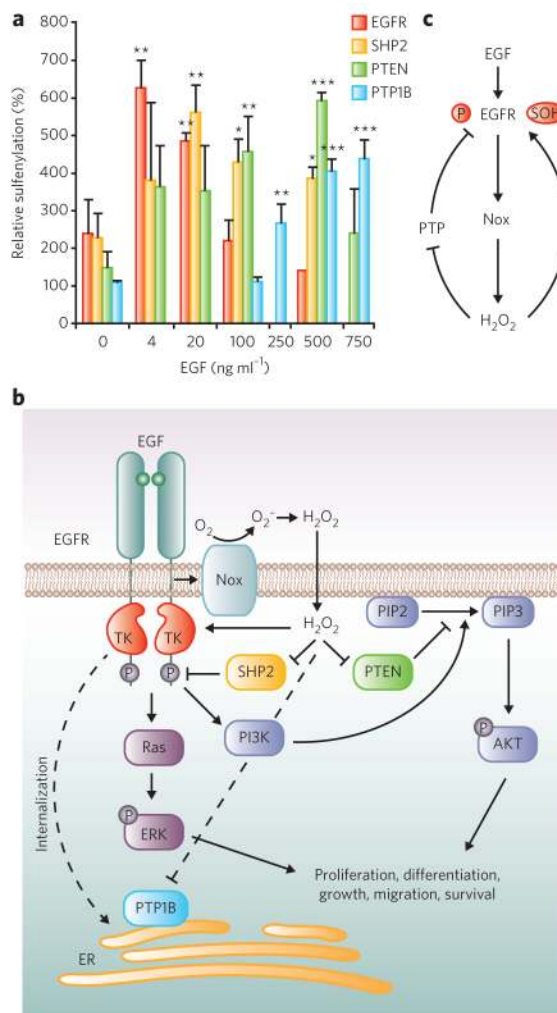 a
800
700
600
500
400
300
200
100
0
Relative sulfenylation (%)
EGFR
SHP2
PTEN
PTP1B
**
**
**
*
**
**
*
***
***
***
0 4 20 100 250 500 750
EGF (ng ml⁻¹)
c
EGF
P EGFR SOH
PTP Nox
H₂O₂
b
EGF
EGFR
O₂ O₂⁻ H₂O₂
Nox
TK TK
P P
H₂O₂
PIP2 PIP3
SHP2 PTEN
PI3K
Ras
P
AKT
P
ERK
Internalization
Proliferation, differentiation,
growth, migration, survival
PTP1B
ER